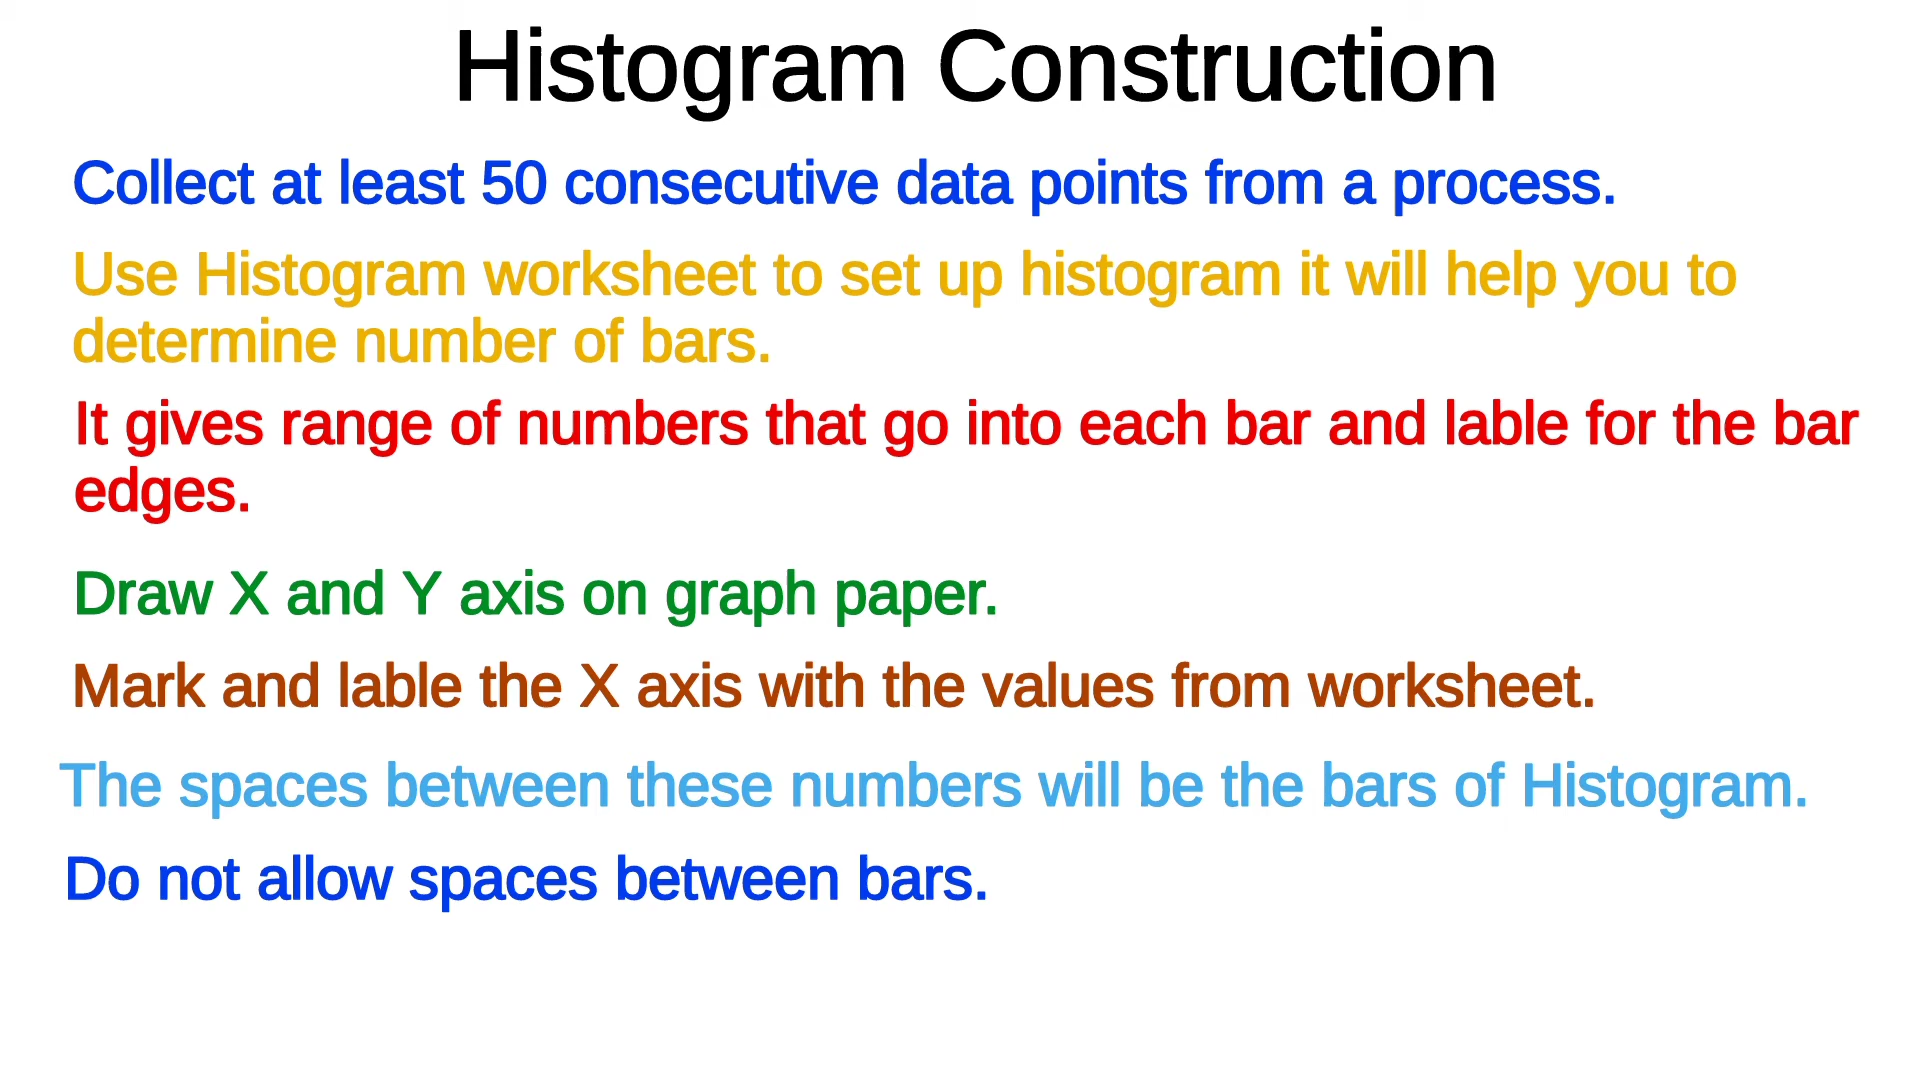 Histogram Construction
Collect at least 50 consecutive data points from a process.
Use Histogram worksheet to set up histogram it will help you to
determine number of bars.
It gives range of numbers that go into each bar and lable for the bar
edges.
Draw X and Y axis on graph paper.
Mark and lable the X axis with the values from worksheet.
The spaces between these numbers will be the bars of Histogram.
Do not allow spaces between bars.